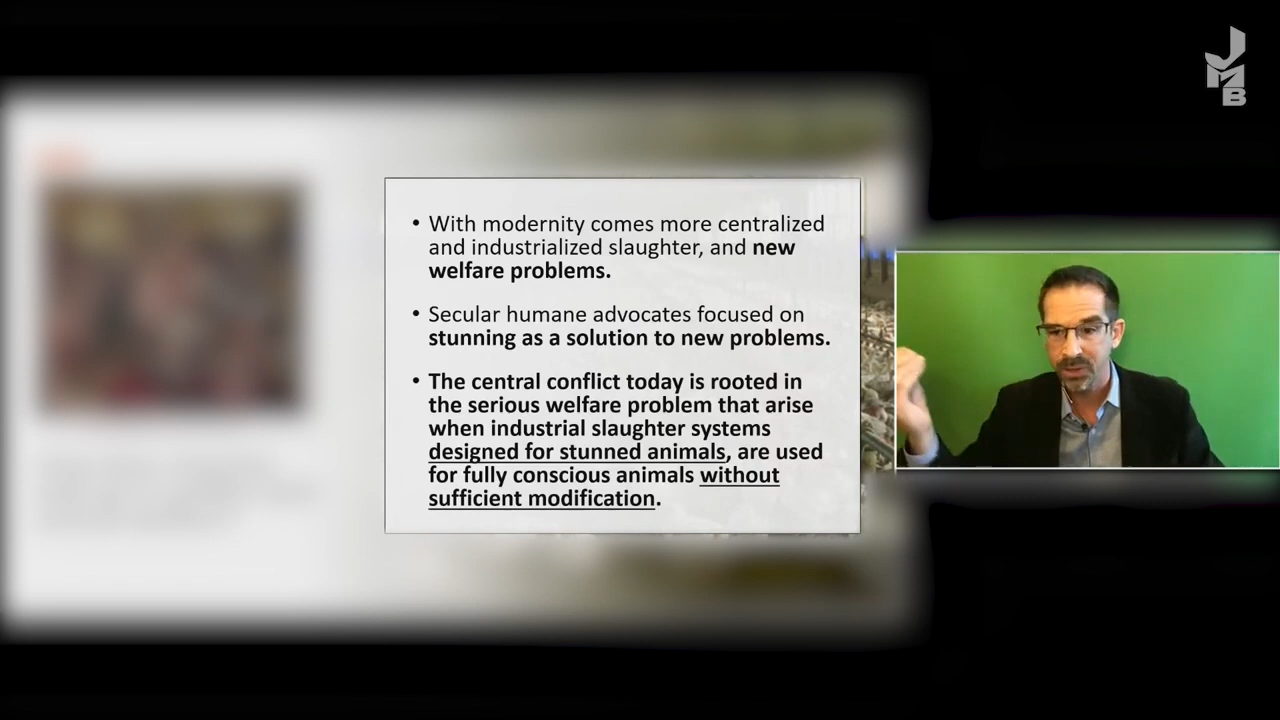 • With modernity comes more centralized
and industrialized slaughter, and new
welfare problems.
• Secular humane advocates focused on
stunning as a solution to new problems.
• The central conflict today is rooted in
the serious welfare problem that arise
when industrial slaughter systems
designed for stunned animals, are used
for fully conscious animals without
sufficient modification.
JMB